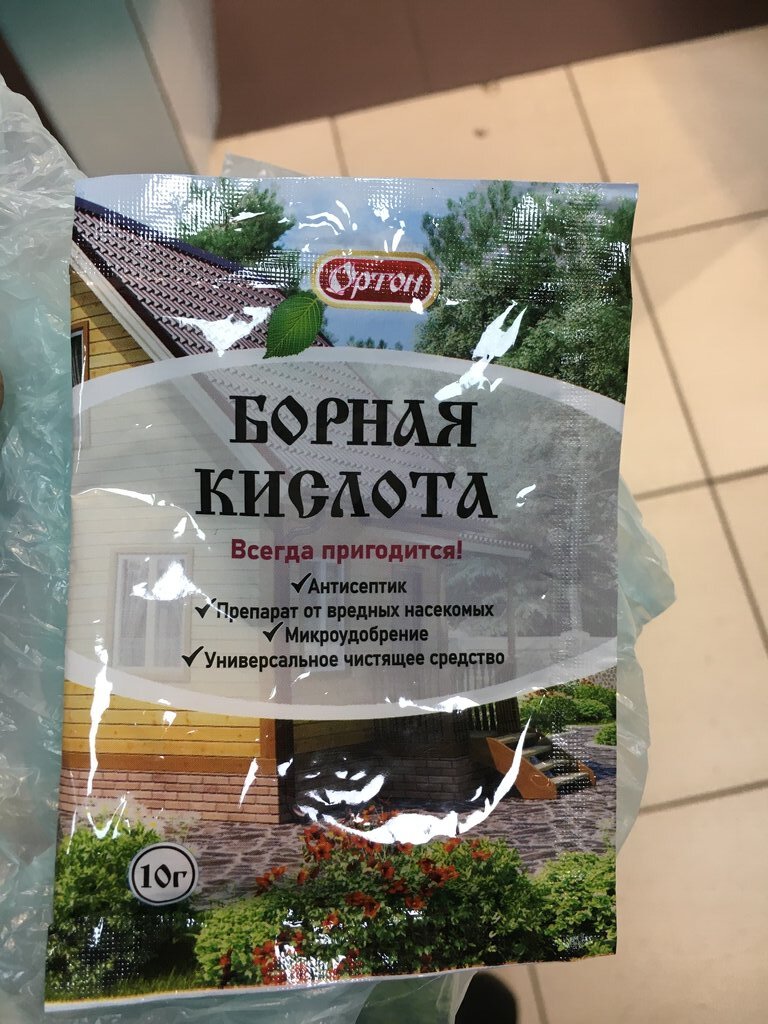 Ортон
БОРНАЯ
КИСЛОТА
Всегда пригодится!
✓Антисептик
✓Препарат от вредных насекомых
✓Микроудобрение
✓Универсальное чистящее средство
10г